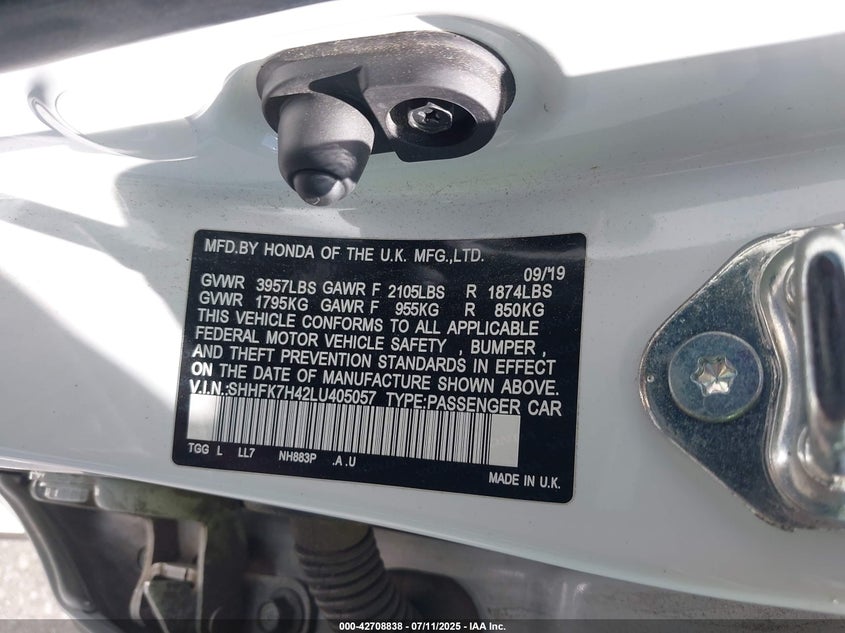 MFD.BY HONDA OF THE U.K. MFG.,LTD.
09/'19
GVWR 3957LBS GAWR F 2105LBS R 1874LBS
GVWR 1795KG GAWR F 955KG R 850KG
THIS VEHICLE CONFORMS TO ALL APPLICABLE
FEDERAL MOTOR VEHICLE SAFETY , BUMPER ,
AND THEFT PREVENTION STANDARDS IN EFFECT
ON THE DATE OF MANUFACTURE SHOWN ABOVE.
V.I.N.:SHHFK7H42LU405057 TYPE:PASSENGER CAR
TGG L LL7 NH883P .A .U
MADE IN U.K.
000-42708838 - 07/11/2025 - IAA Inc.